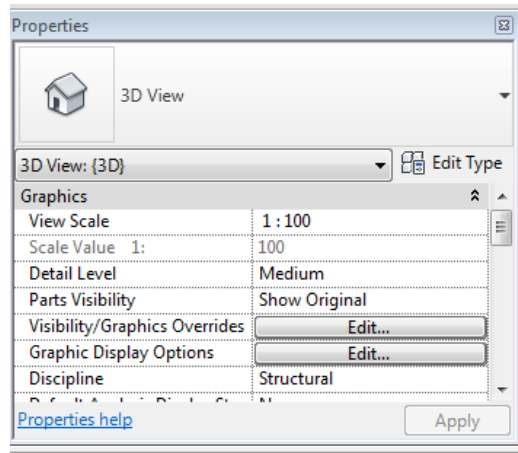 Properties
3D View
3D View: {3D} Edit Type
Graphics
View Scale 1 : 100
Scale Value 1: 100
Detail Level Medium
Parts Visibility Show Original
Visibility/Graphics Overrides Edit...
Graphic Display Options Edit...
Discipline Structural
Properties help Apply